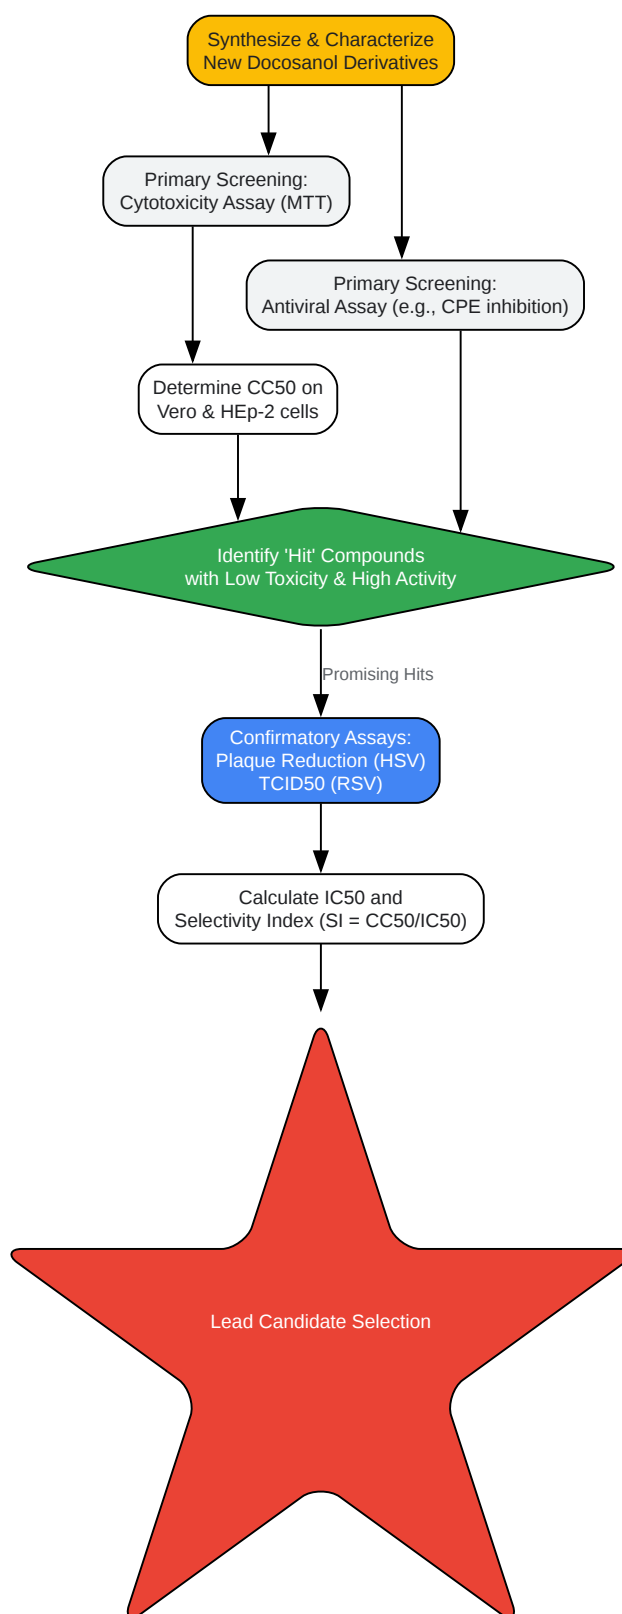 Synthesize & Characterize
New Docosanol Derivatives
Primary Screening:
Cytotoxicity Assay (MTT)
Primary Screening:
Antiviral Assay (e.g., CPE inhibition)
Determine CC50 on
Vero & HEp-2 cells
Identify 'Hit' Compounds
with Low Toxicity & High Activity
Promising Hits
Confirmatory Assays:
Plaque Reduction (HSV)
TCID50 (RSV)
Calculate IC50 and
Selectivity Index (SI = CC50/IC50)
Lead Candidate Selection